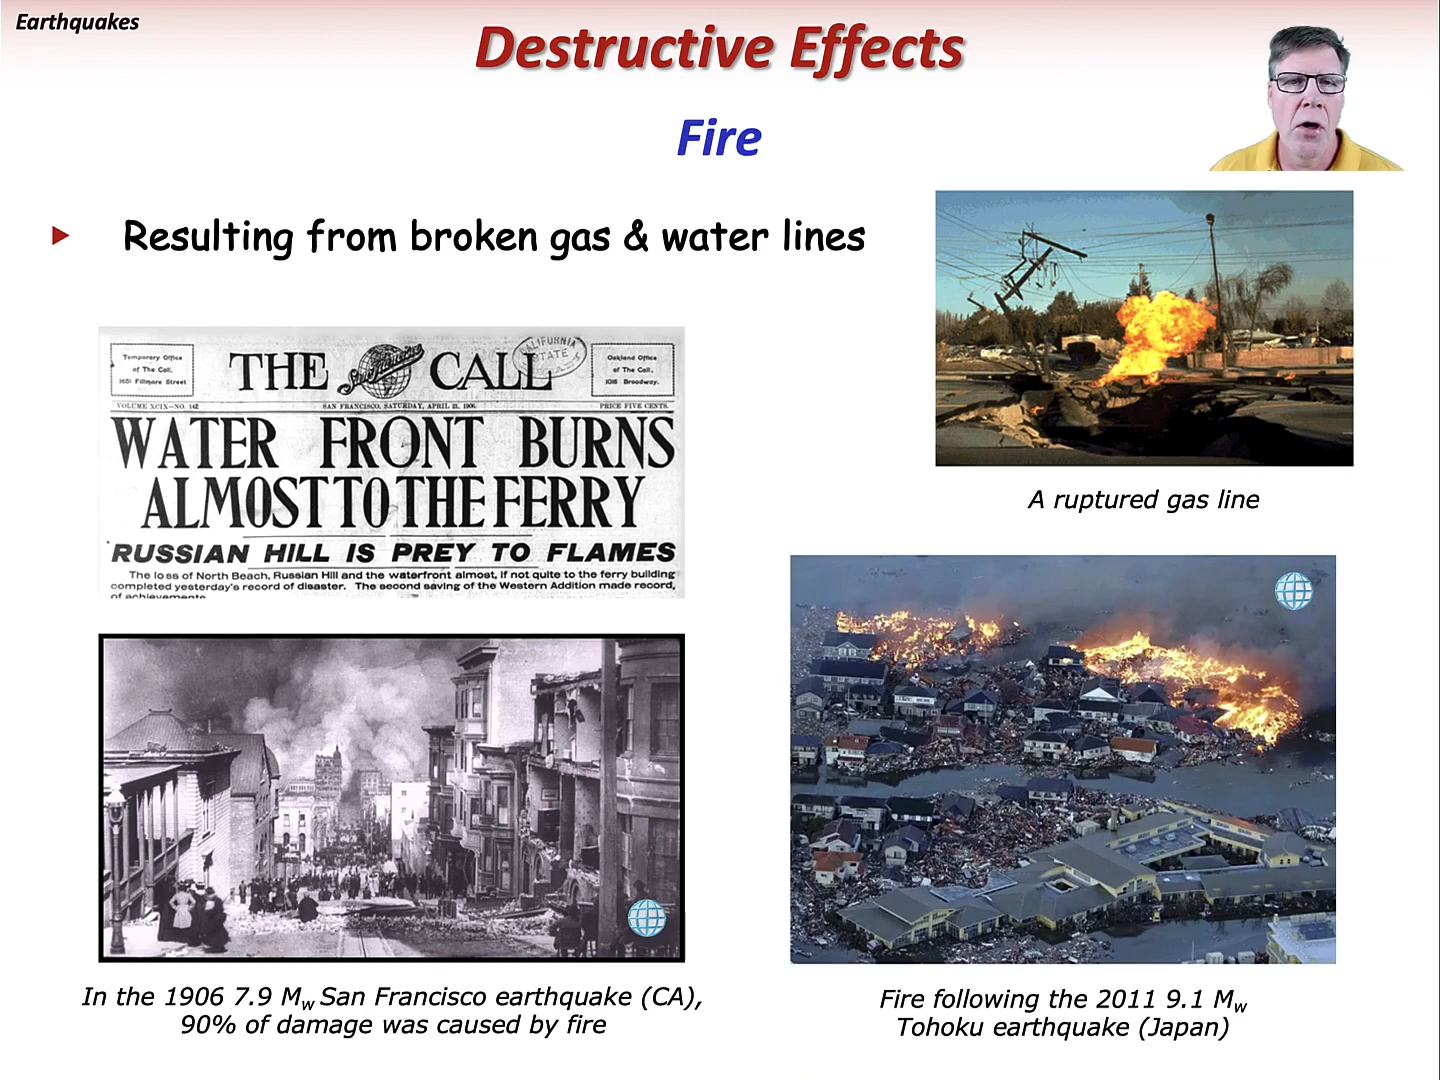 Earthquakes
Destructive Effects
Fire
Resulting from broken gas & water lines
Temporary Office
of The Call,
1651 Fillmore Street
THE
San Francisco
CALL
CALIFORNIA
STATE
Oakland Office
of The Call,
1016 Broadway.
VOLUME XCIX—NO. 142
SAN FRANCISCO, SATURDAY, APRIL 21, 1906.
PRICE FIVE CENTS.
WATER FRONT BURNS
ALMOST TO THE FERRY
RUSSIAN HILL IS PREY TO FLAMES
The loss of North Beach, Russian Hill and the waterfront almost, if not quite to the ferry building
completed yesterday's record of disaster. The second saving of the Western Addition made record,
of achievements
A ruptured gas line
In the 1906 7.9 Mw San Francisco earthquake (CA),
90% of damage was caused by fire
Fire following the 2011 9.1 Mw
Tohoku earthquake (Japan)